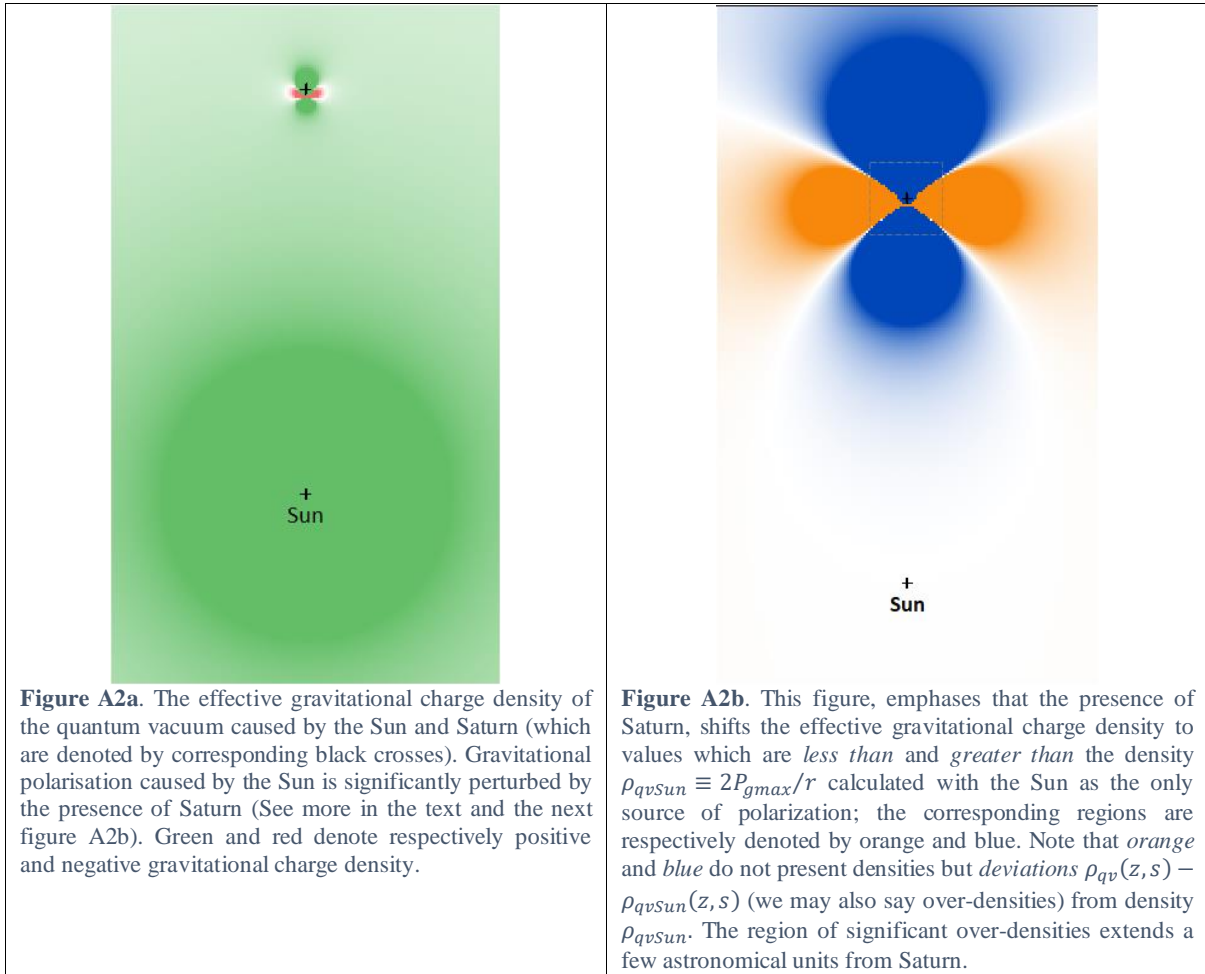 +
+
Sun
Figure A2a. The effective gravitational charge density of
the quantum vacuum caused by the Sun and Saturn (which
are denoted by corresponding black crosses). Gravitational
polarisation caused by the Sun is significantly perturbed by
the presence of Saturn (See more in the text and the next
figure A2b). Green and red denote respectively positive
and negative gravitational charge density.
+
+
Sun
Figure A2b. This figure, emphases that the presence of
Saturn, shifts the effective gravitational charge density to
values which are less than and greater than the density
ρqvSun ≡ 2Pgmax/r calculated with the Sun as the only
source of polarization; the corresponding regions are
respectively denoted by orange and blue. Note that orange
and blue do not present densities but deviations ρqv(z, s) −
ρqvSun(z, s) (we may also say over-densities) from density
ρqvSun. The region of significant over-densities extends a
few astronomical units from Saturn.